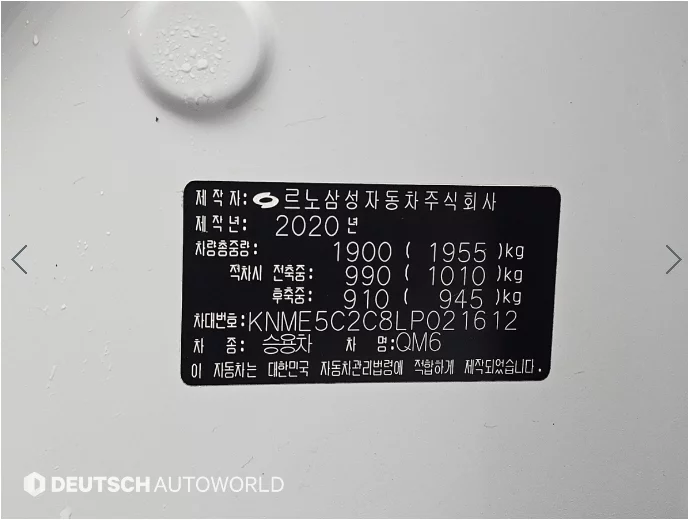 제 작 자: 르노삼성자동차주식회사
제 작 년: 2020 년
차량총중량: 1900 ( 1955 )kg
적차시 전축중: 990 ( 1010 )kg
후축중: 910 ( 945 )kg
차대번호:KNME5C2C8LP021612
차 종: 승용차 차 명:QM6
이 자동차는 대한민국 자동차관리법령에 적합하게 제작되었습니다.
DEUTSCH AUTOWORLD